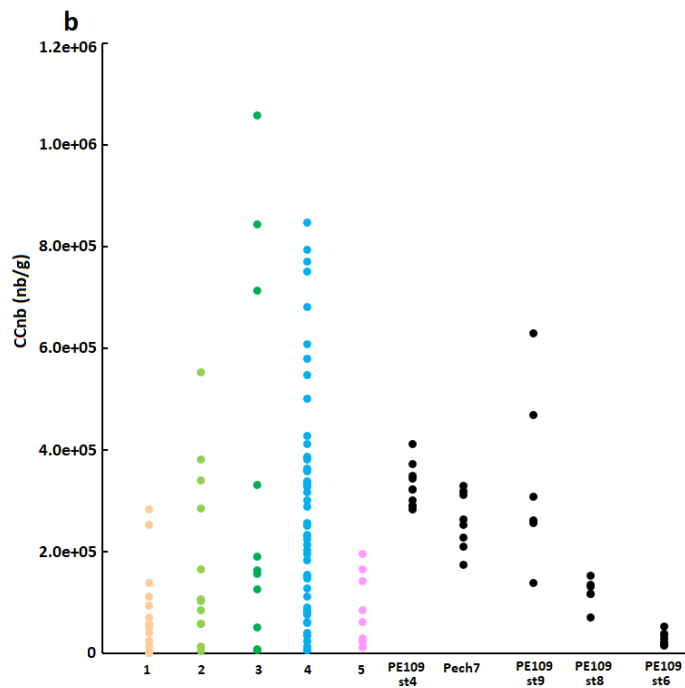 b
1.2e+06
1.0e+06
8.0e+05
6.0e+05
4.0e+05
2.0e+05
0
CCnb (nb/g)
1 2 3 4 5 PE109 Pech7 PE109 PE109 PE109
st4 st9 st8 st6